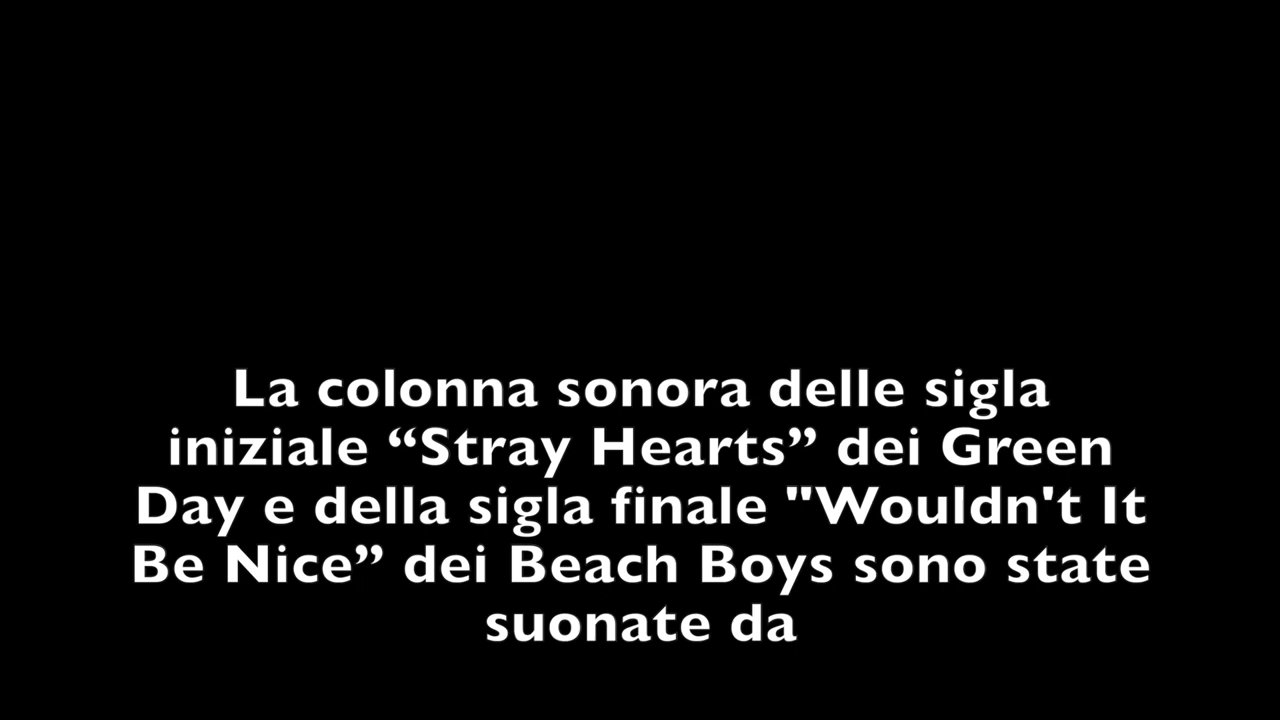 La colonna sonora delle sigla
iniziale “Stray Hearts” dei Green
Day e della sigla finale "Wouldn't It
Be Nice” dei Beach Boys sono state
suonate da